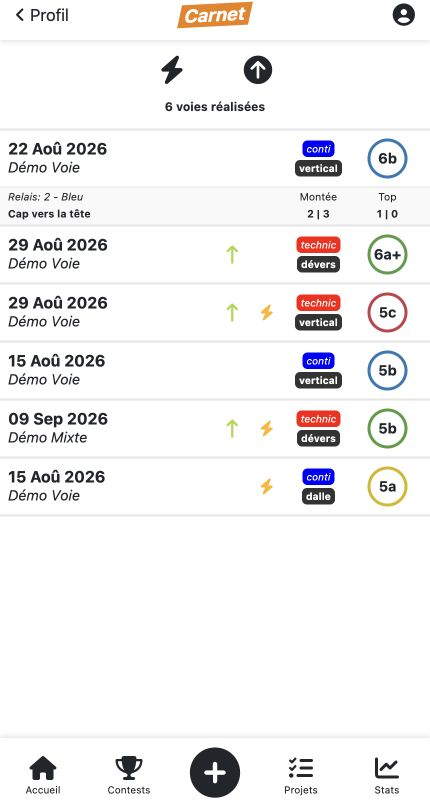 Profil
Carnet
6 voies réalisées
22 Aoû 2026
Démo Voie
conti
vertical
6b
Relais: 2 - Bleu
Montée
Top
Cap vers la tête
2 | 3
1 | 0
29 Aoû 2026
Démo Voie
technic
dévers
6a+
29 Aoû 2026
Démo Voie
technic
vertical
5c
15 Aoû 2026
Démo Voie
conti
vertical
5b
09 Sep 2026
Démo Mixte
technic
dévers
5b
15 Aoû 2026
Démo Voie
conti
dalle
5a
Accueil
Contests
Projets
Stats